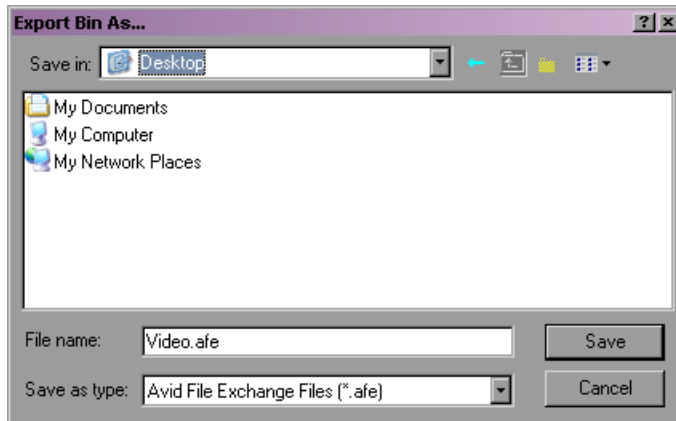 Export Bin As...
Save in: Desktop
My Documents
My Computer
My Network Places
File name: Video.afe Save
Save as type: Avid File Exchange Files (*.afe) Cancel